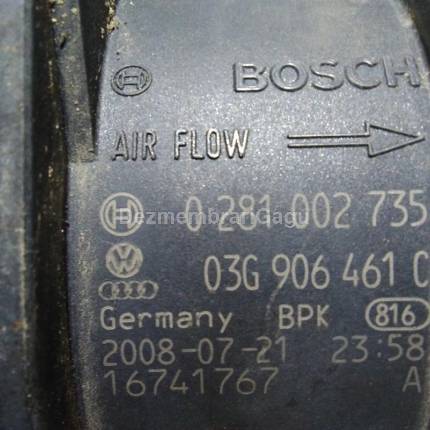 BOSCH
AIR FLOW
0 281 002 735
DezmembrariGagu
03G 906 461 C
Germany BPK 816
2008-07-21 23:58
16741767 A